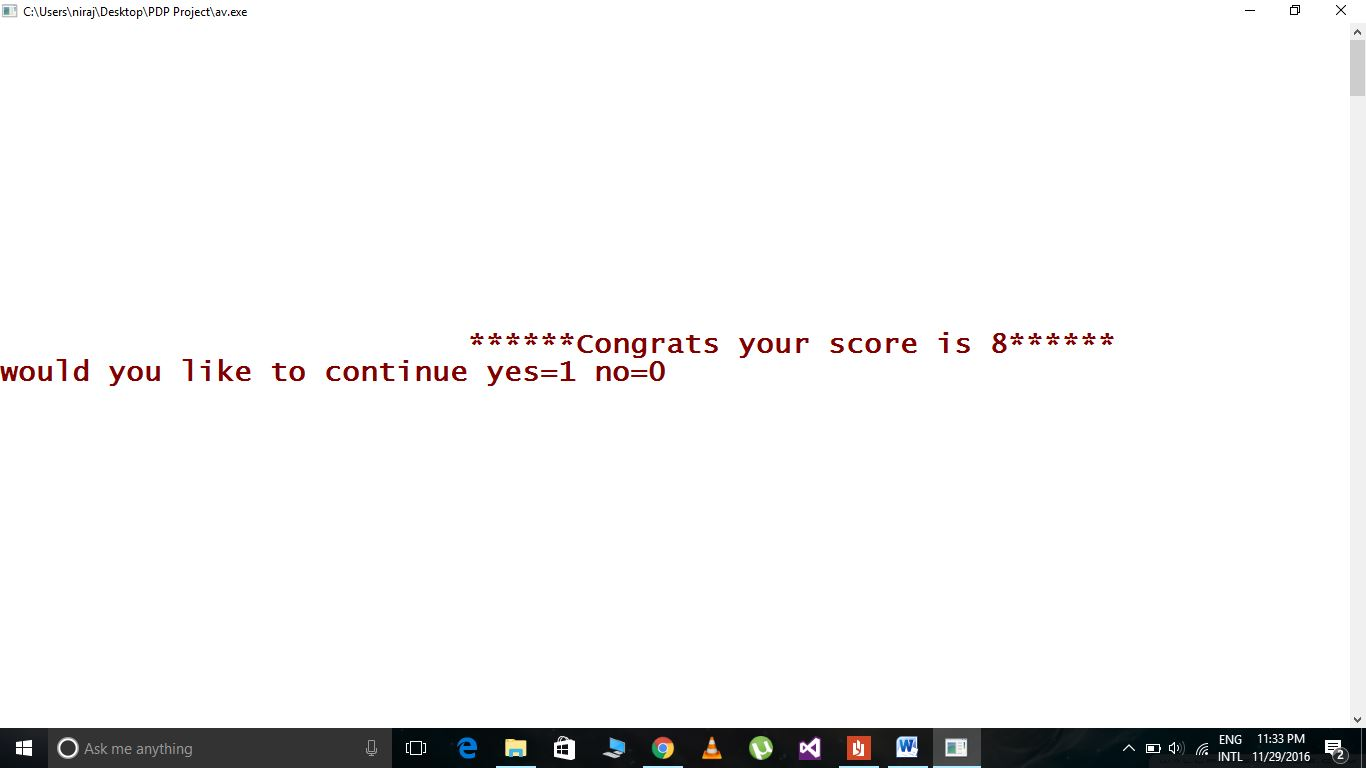 C:\Users\niraj\Desktop\PDP Project\av.exe
******Congrats your score is 8******
would you like to continue yes=1 no=0
Ask me anything
ENG 11:33 PM
INTL 11/29/2016 2